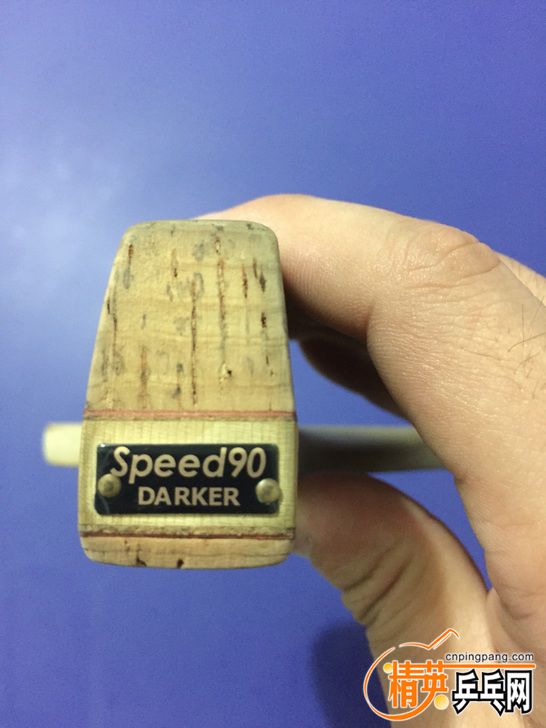 Speed90
DARKER
cnpingpang.com
精英乒乓网